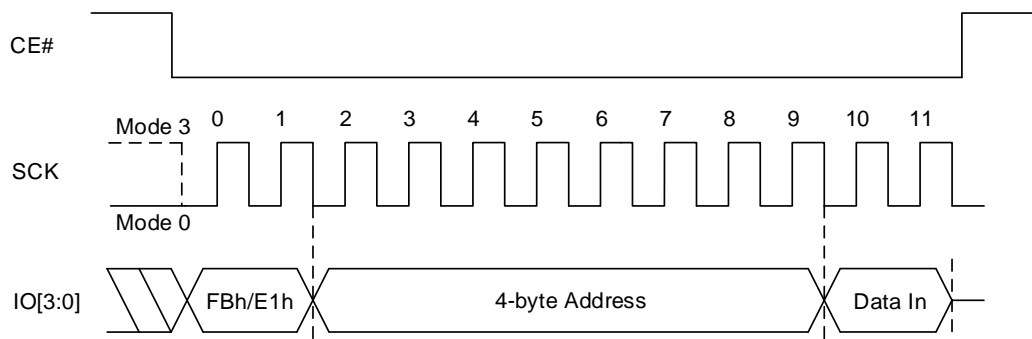 CE#
Mode 3
0 1 2 3 4 5 6 7 8 9 10 11
SCK
Mode 0
IO[3:0]
FBh/E1h
4-byte Address
Data In